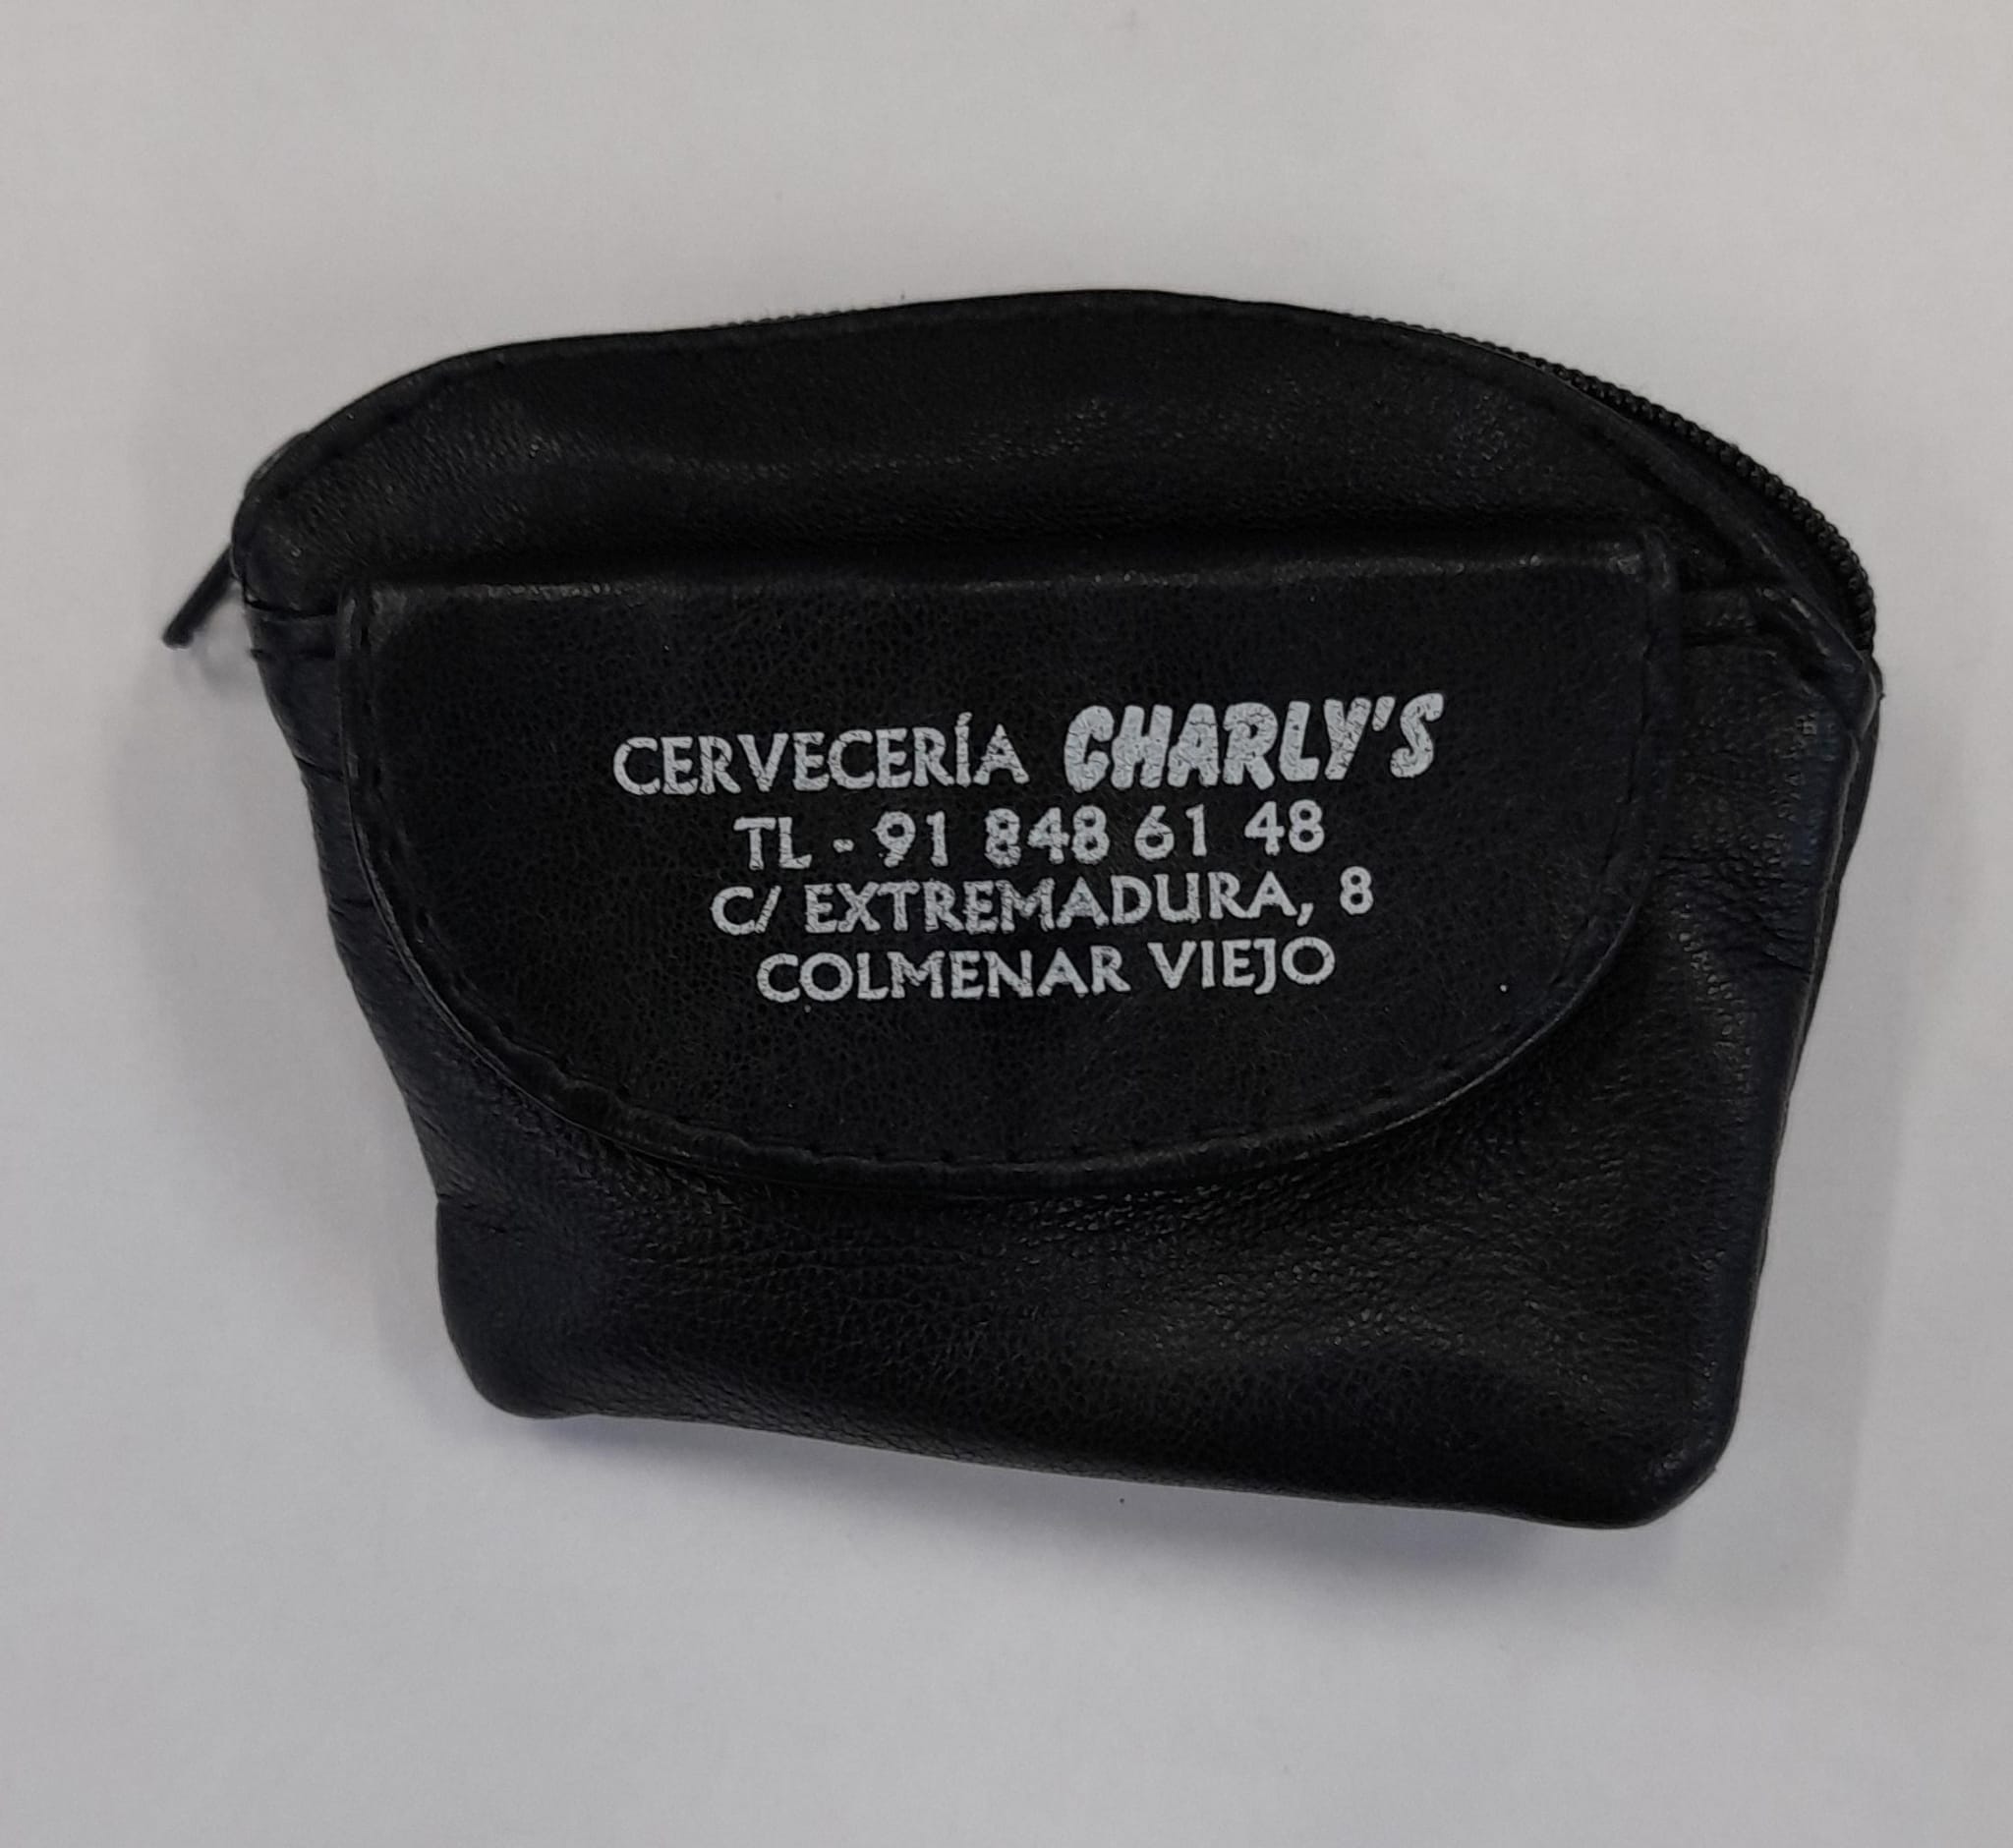 CERVECERÍA CHARLY'S
TL - 91 848 61 48
C/ EXTREMADURA, 8
COLMENAR VIEJO